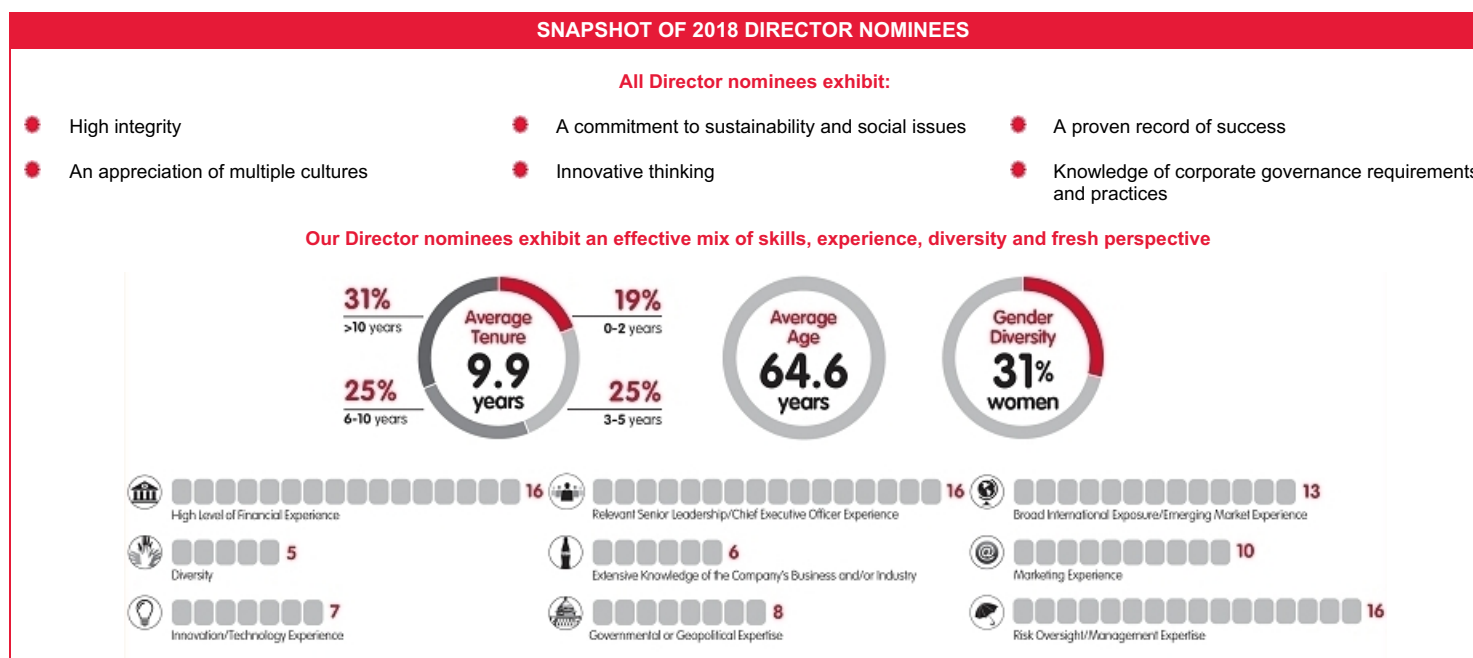 SNAPSHOT OF 2018 DIRECTOR NOMINEES
All Director nominees exhibit:
High integrity
A commitment to sustainability and social issues
A proven record of success
An appreciation of multiple cultures
Innovative thinking
Knowledge of corporate governance requirements
and practices
Our Director nominees exhibit an effective mix of skills, experience, diversity and fresh perspective
31%
>10 years
19%
0-2 years
25%
6-10 years
25%
3-5 years
Average
Tenure
9.9
years
Average
Age
64.6
years
Gender
Diversity
31%
women
16
High Level of Financial Experience
16
Relevant Senior Leadership/Chief Executive Officer Experience
13
Broad International Exposure/Emerging Market Experience
5
Diversity
6
Extensive Knowledge of the Company's Business and/or Industry
@
10
Marketing Experience
7
Innovation/Technology Experience
8
Governmental or Geopolitical Expertise
16
Risk Oversight/Management Expertise